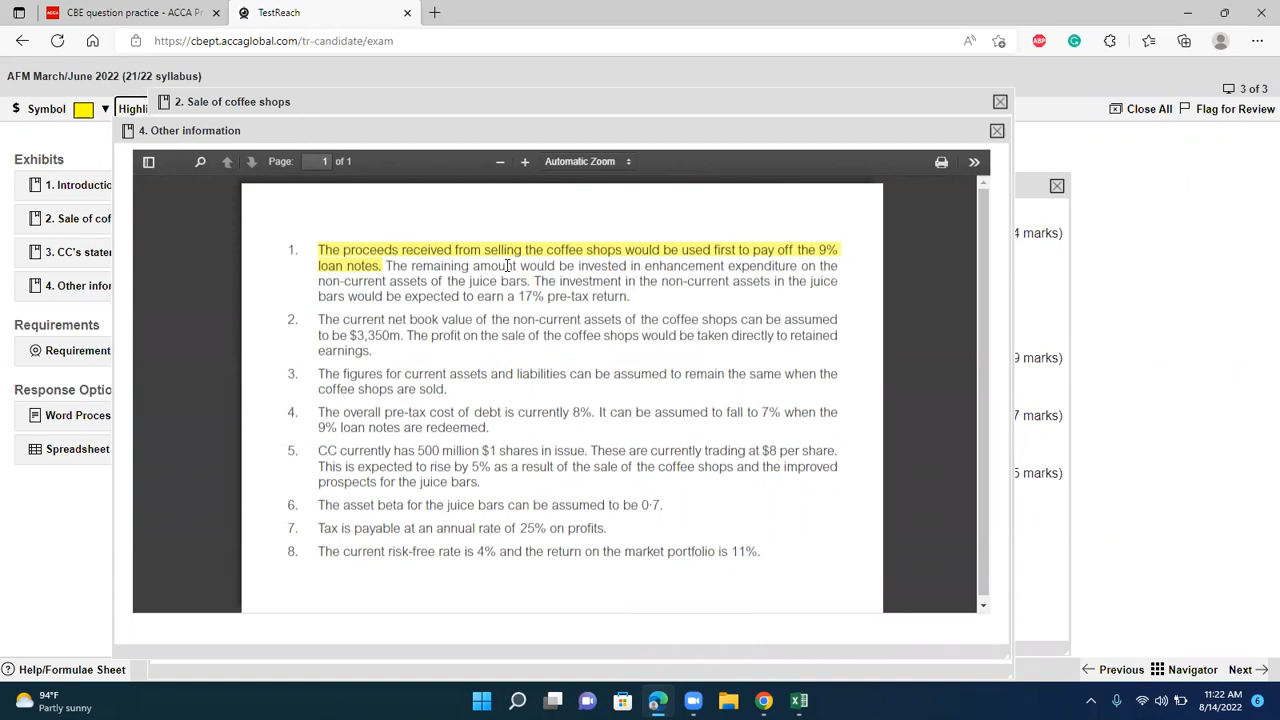 CBE question practice - ACCA P
TestReach
https://cbept.accaglobal.com/tr-candidate/exam
AFM March/June 2022 (21/22 syllabus)
3 of 3
$ Symbol
Highli
2. Sale of coffee shops
Close All
Flag for Review
4. Other information
Page: 1 of 1
Automatic Zoom
Exhibits
1. Introductio
2. Sale of cof
3. CC's state
4. Other infor
Requirements
Requirement
Response Optio
Word Proces
Spreadsheet
1. The proceeds received from selling the coffee shops would be used first to pay off the 9%
loan notes. The remaining amount would be invested in enhancement expenditure on the
non-current assets of the juice bars. The investment in the non-current assets in the juice
bars would be expected to earn a 17% pre-tax return.
2. The current net book value of the non-current assets of the coffee shops can be assumed
to be $3,350m. The profit on the sale of the coffee shops would be taken directly to retained
earnings.
3. The figures for current assets and liabilities can be assumed to remain the same when the
coffee shops are sold.
4. The overall pre-tax cost of debt is currently 8%. It can be assumed to fall to 7% when the
9% loan notes are redeemed.
5. CC currently has 500 million $1 shares in issue. These are currently trading at $8 per share.
This is expected to rise by 5% as a result of the sale of the coffee shops and the improved
prospects for the juice bars.
6. The asset beta for the juice bars can be assumed to be 0·7.
7. Tax is payable at an annual rate of 25% on profits.
8. The current risk-free rate is 4% and the return on the market portfolio is 11%.
4 marks)
9 marks)
7 marks)
5 marks)
Help/Formulae Sheet
Previous
Navigator
Next
94°F
Partly sunny
11:22 AM
8/14/2022
6